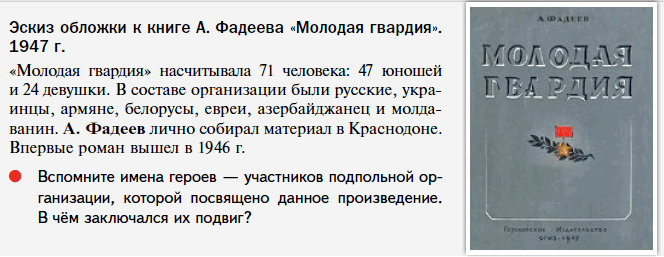 Эскиз обложки к книге А. Фадеева «Молодая гвардия».
1947 г.
«Молодая гвардия» насчитывала 71 человека: 47 юношей
и 24 девушки. В составе организации были русские, укра-
инцы, армяне, белорусы, евреи, азербайджанец и молда-
ванин. А. Фадеев лично собирал материал в Краснодоне.
Впервые роман вышел в 1946 г.
Вспомните имена героев — участников подпольной ор-
ганизации, которой посвящено данное произведение.
В чём заключался их подвиг?
А. ФАДЕЕВ
МОЛОДАЯ
ГВАРДИЯ
Издательство